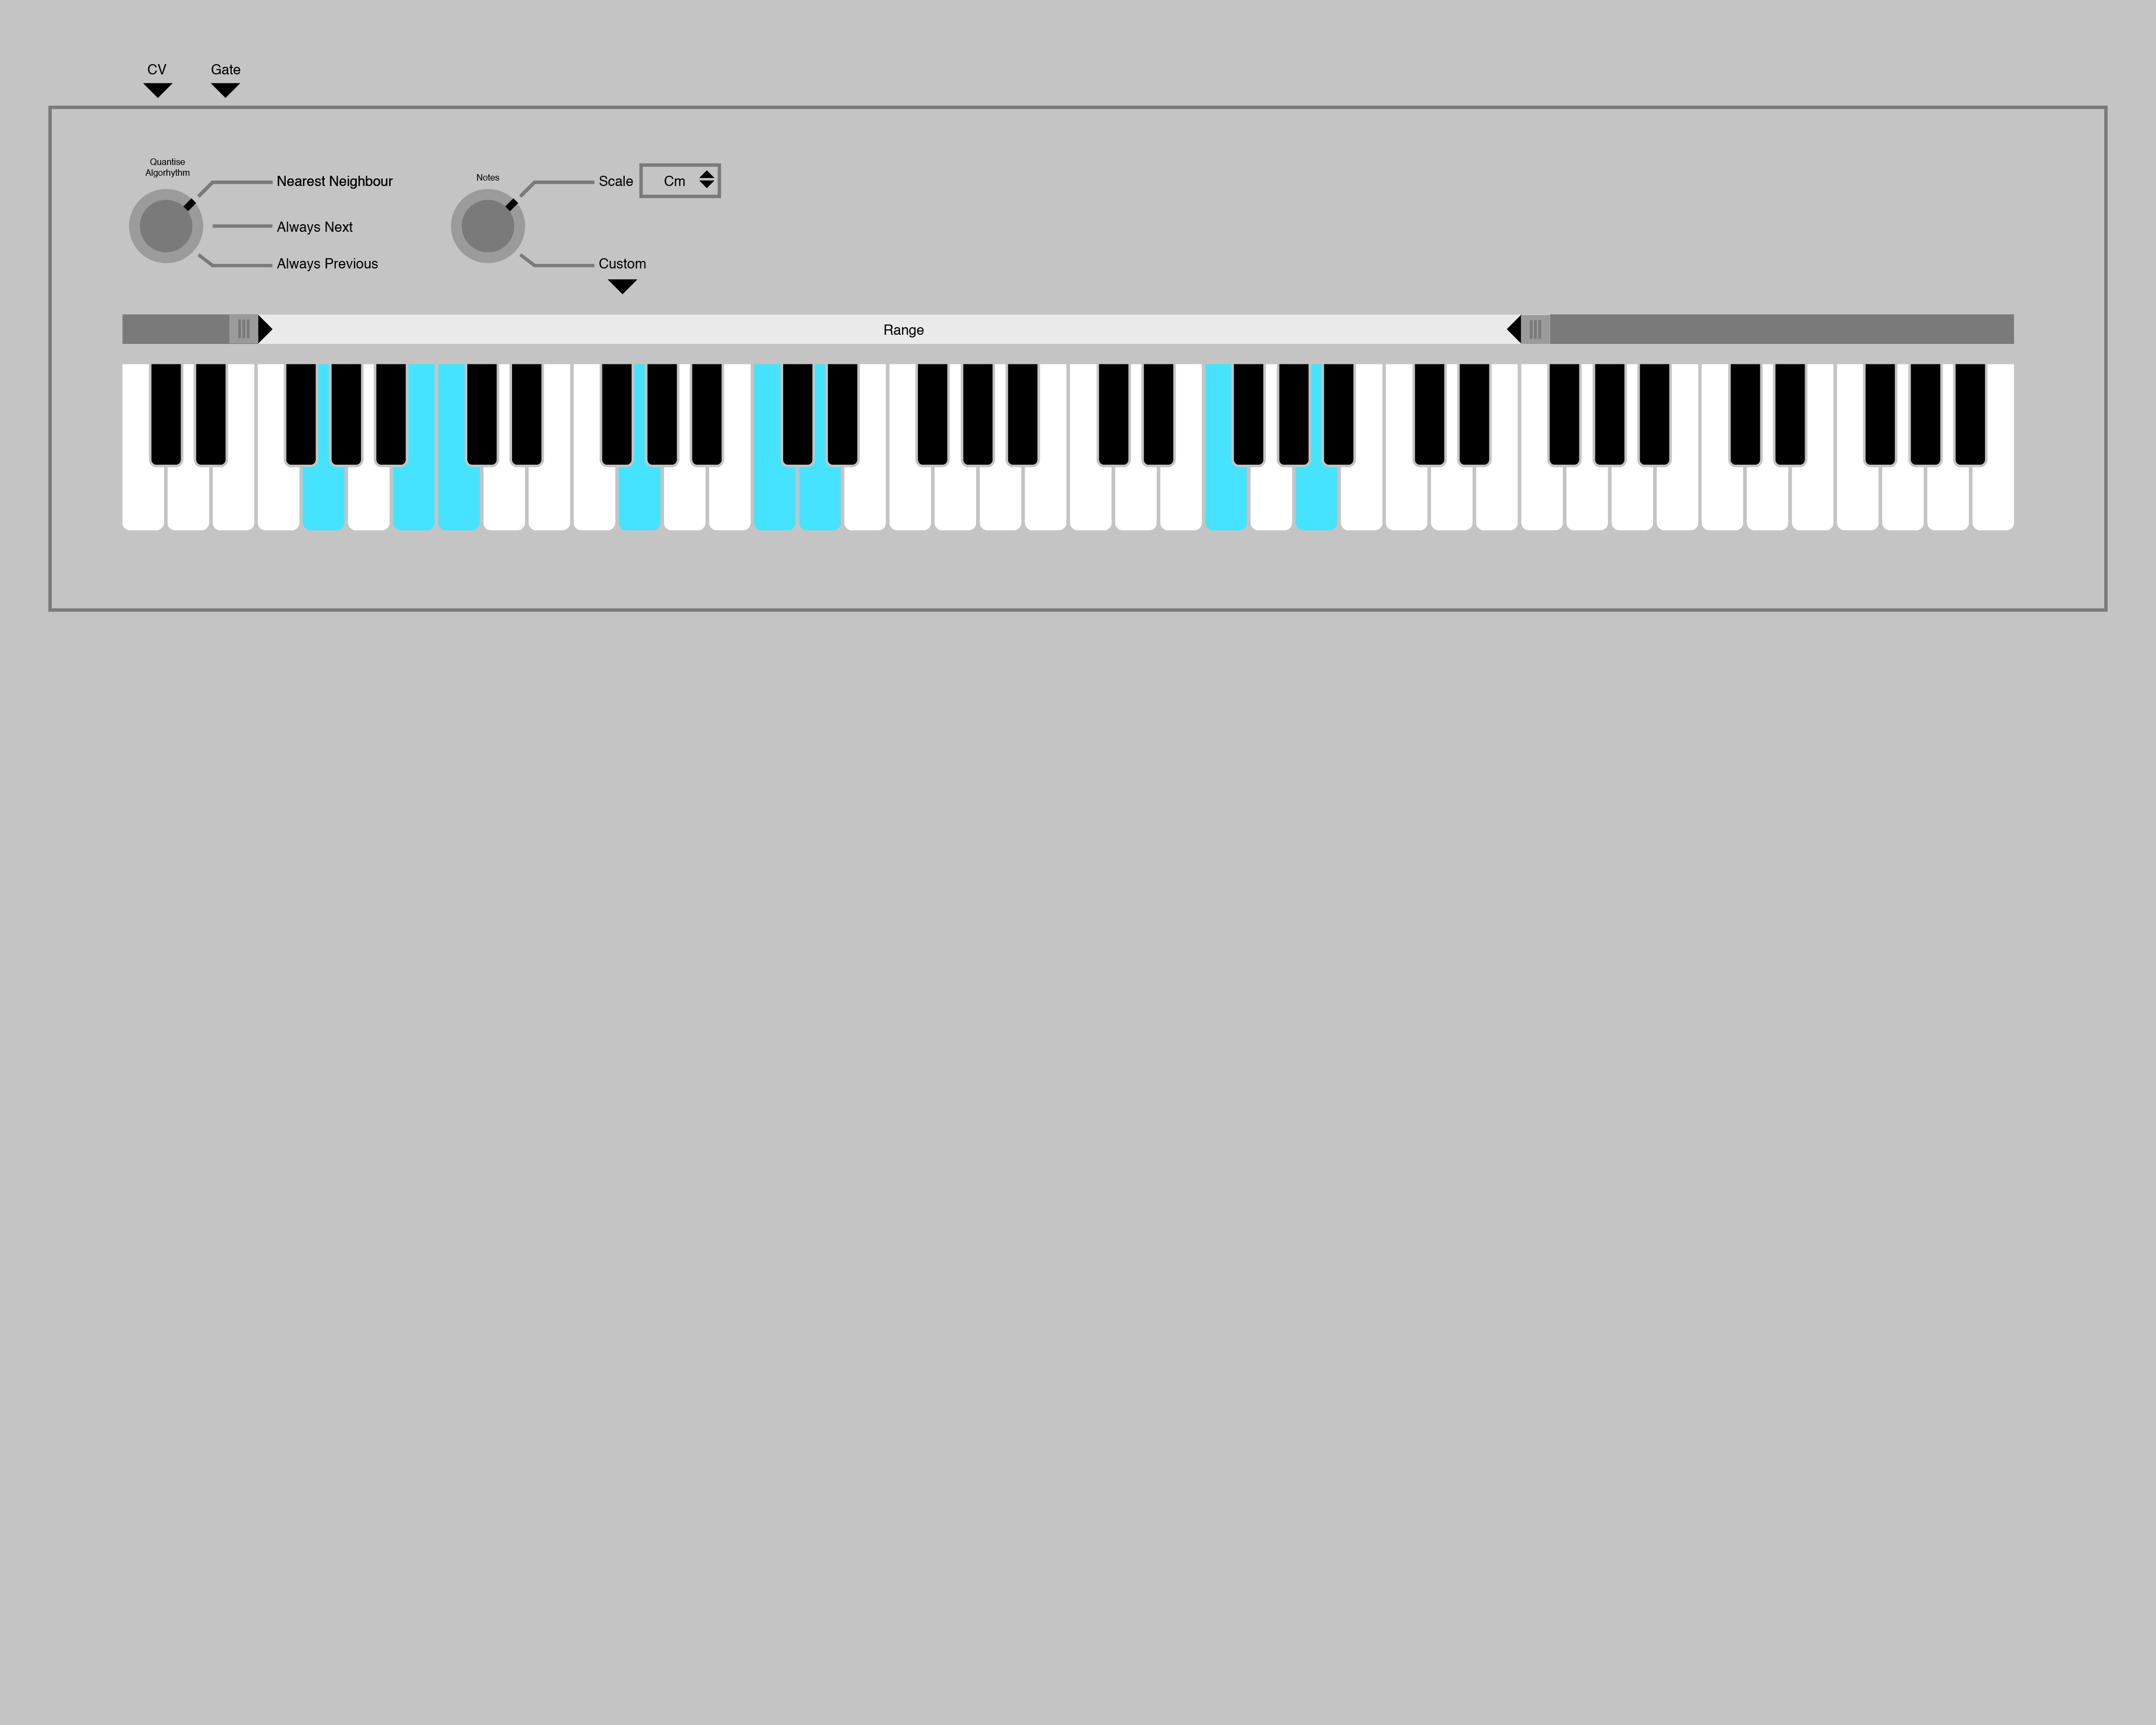 CV
Gate
Quantise
Algorhythm
Nearest Neighbour
Always Next
Always Previous
Notes
Scale
Cm
Custom
Range